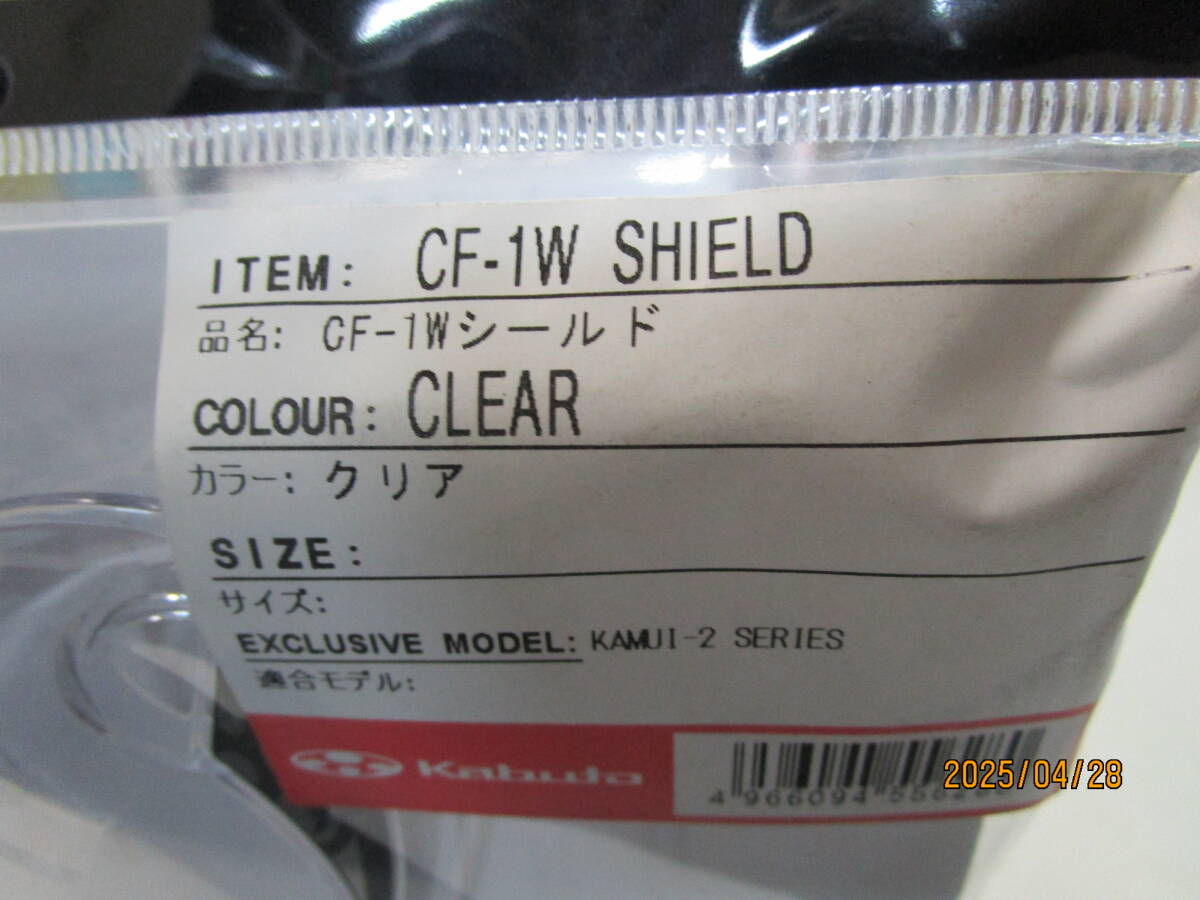 ITEM: CF-1W SHIELD
品名: CF-1Wシールド
COLOUR: CLEAR
カラー: クリア
SIZE:
サイズ:
EXCLUSIVE MODEL: KAMUI-2 SERIES
適合モデル:
Kabuto
4 966094
2025/04/28